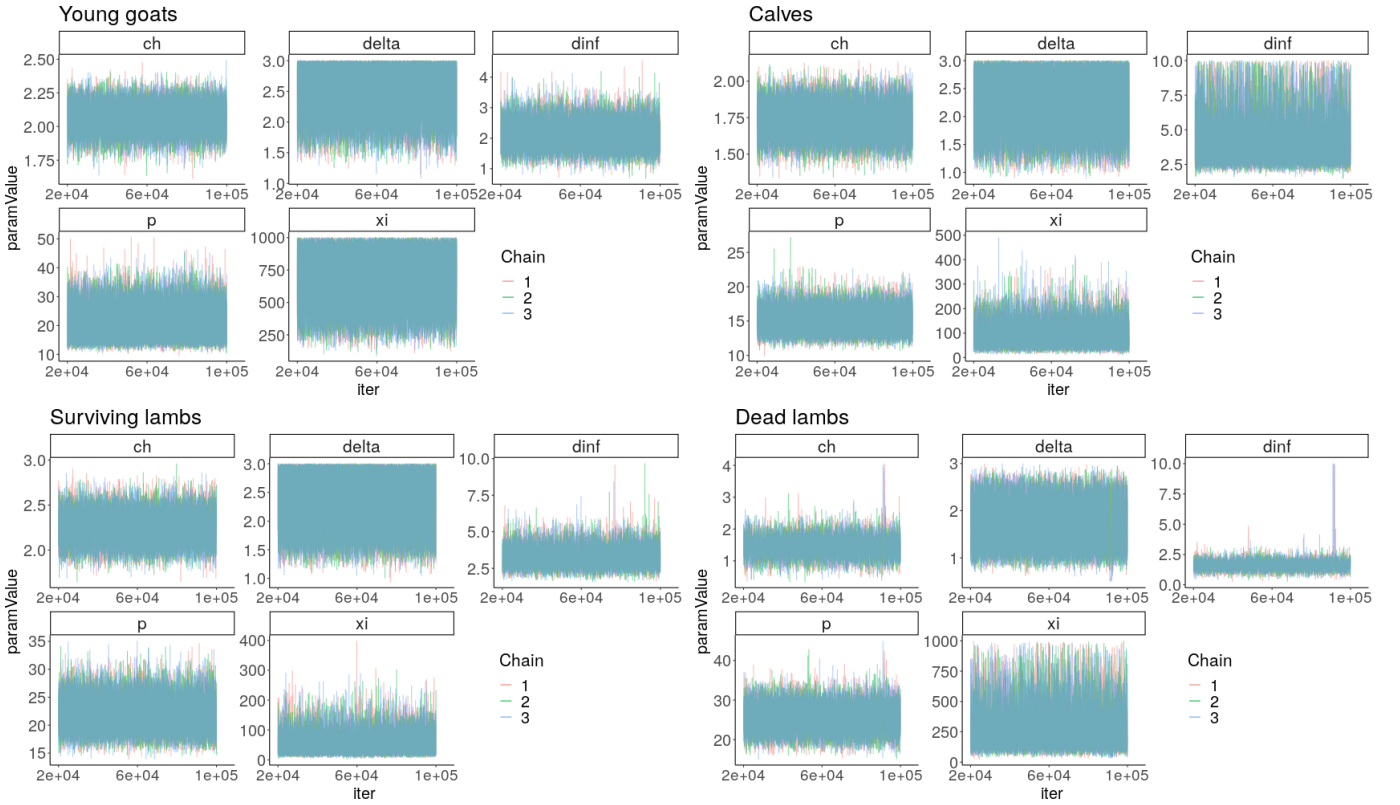 Young goats
ch
delta
dinf
2.50
2.25
2.00
1.75
3.0
2.5
2.0
1.5
1.0
4
3
2
1
2e+04 6e+04 1e+05
2e+04 6e+04 1e+05
2e+04 6e+04 1e+05
p
xi
50
40
30
20
10
1000
750
500
250
2e+04 6e+04 1e+05
2e+04 6e+04 1e+05
paramValue
iter
Chain
1
2
3
Calves
ch
delta
dinf
2.00
1.75
1.50
3.0
2.5
2.0
1.5
1.0
10.0
7.5
5.0
2.5
2e+04 6e+04 1e+05
2e+04 6e+04 1e+05
2e+04 6e+04 1e+05
p
xi
25
20
15
10
500
400
300
200
100
0
2e+04 6e+04 1e+05
2e+04 6e+04 1e+05
paramValue
iter
Chain
1
2
3
Surviving lambs
ch
delta
dinf
3.0
2.5
2.0
3.0
2.5
2.0
1.5
1.0
10.0
7.5
5.0
2.5
2e+04 6e+04 1e+05
2e+04 6e+04 1e+05
2e+04 6e+04 1e+05
p
xi
35
30
25
20
15
400
300
200
100
0
2e+04 6e+04 1e+05
2e+04 6e+04 1e+05
paramValue
iter
Chain
1
2
3
Dead lambs
ch
delta
dinf
4
3
2
1
3
2
1
10.0
7.5
5.0
2.5
0.0
2e+04 6e+04 1e+05
2e+04 6e+04 1e+05
2e+04 6e+04 1e+05
p
xi
40
30
20
1000
750
500
250
0
2e+04 6e+04 1e+05
2e+04 6e+04 1e+05
paramValue
iter
Chain
1
2
3